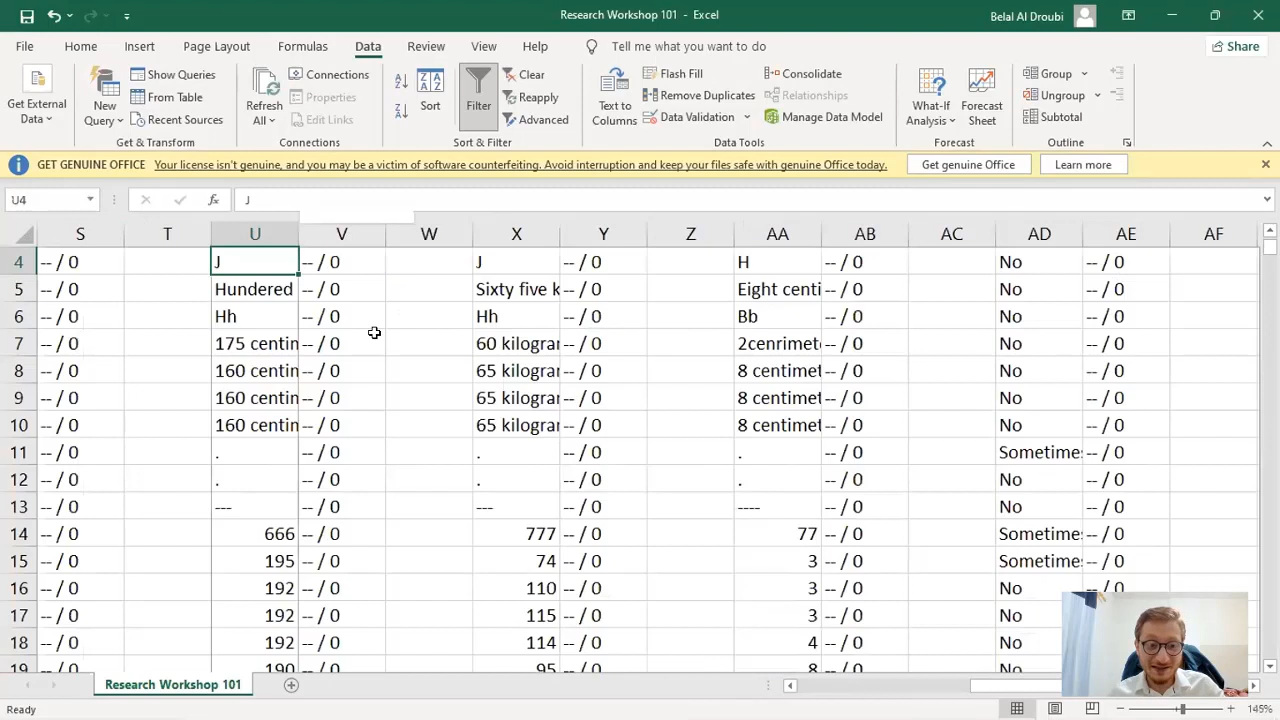 Research Workshop 101 - Excel
Belal Al Droubi
File Home Insert Page Layout Formulas Data Review View Help Tell me what you want to do Share
Get External Data
New Query
Show Queries
From Table
Recent Sources
Get & Transform
Refresh All
Connections
Properties
Edit Links
Connections
Sort
Filter
Clear
Reapply
Advanced
Sort & Filter
Text to Columns
Flash Fill
Remove Duplicates
Data Validation
Consolidate
Relationships
Manage Data Model
Data Tools
What-If Analysis
Forecast Sheet
Forecast
Group
Ungroup
Subtotal
Outline
GET GENUINE OFFICE Your license isn't genuine, and you may be a victim of software counterfeiting. Avoid interruption and keep your files safe with genuine Office today. Get genuine Office Learn more
U4 fx J
S T U V W X Y Z AA AB AC AD AE AF
4 -- / 0 J -- / 0 J -- / 0 H -- / 0 No -- / 0
5 -- / 0 Hundered -- / 0 Sixty five k -- / 0 Eight centi -- / 0 No -- / 0
6 -- / 0 Hh -- / 0 Hh -- / 0 Bb -- / 0 No -- / 0
7 -- / 0 175 centin -- / 0 60 kilogra -- / 0 2cenrimet -- / 0 No -- / 0
8 -- / 0 160 centin -- / 0 65 kilogra -- / 0 8 centimet -- / 0 No -- / 0
9 -- / 0 160 centin -- / 0 65 kilogra -- / 0 8 centimet -- / 0 No -- / 0
10 -- / 0 160 centin -- / 0 65 kilogra -- / 0 8 centimet -- / 0 No -- / 0
11 -- / 0 . -- / 0 . -- / 0 . -- / 0 Sometimes -- / 0
12 -- / 0 . -- / 0 . -- / 0 . -- / 0 No -- / 0
13 -- / 0 --- -- / 0 --- -- / 0 ---- -- / 0 No -- / 0
14 -- / 0 666 -- / 0 777 -- / 0 77 -- / 0 Sometimes -- / 0
15 -- / 0 195 -- / 0 74 -- / 0 3 -- / 0 Sometimes -- / 0
16 -- / 0 192 -- / 0 110 -- / 0 3 -- / 0 No -- / 0
17 -- / 0 192 -- / 0 115 -- / 0 3 -- / 0 No
18 -- / 0 192 -- / 0 114 -- / 0 4 -- / 0 No
19 -- / 0 190 -- / 0 95 -- / 0 8 -- / 0 No
Research Workshop 101
Ready 145%